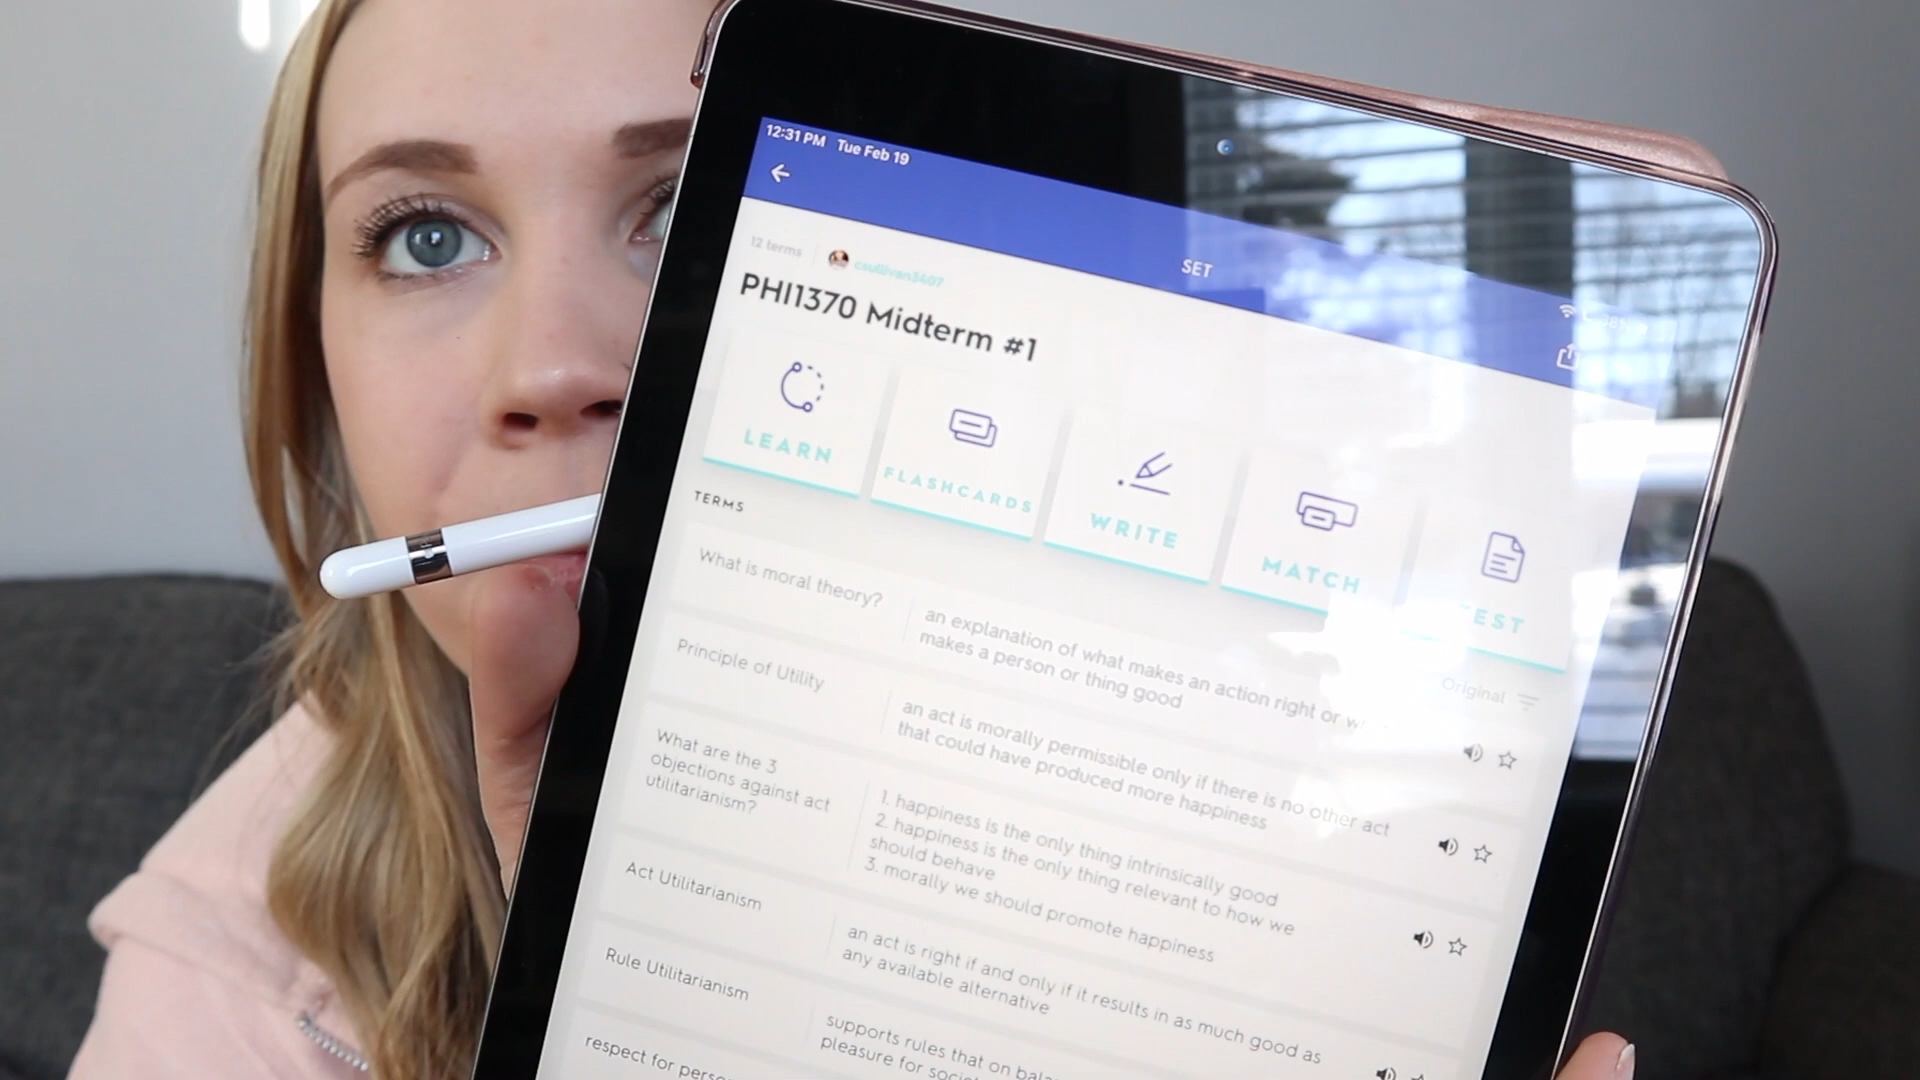 12:31 PM Tue Feb 19
SET
12 terms csullivan3407
PHI1370 Midterm #1
LEARN
FLASHCARDS
WRITE
MATCH
TEST
TERMS
Original
What is moral theory?
an explanation of what makes an action right or
makes a person or thing good
Principle of Utility
an act is morally permissible only if there is no other act
that could have produced more happiness
What are the 3
objections against act
utilitarianism?
1. happiness is the only thing intrinsically good
2. happiness is the only thing relevant to how we
should behave
3. morally we should promote happiness
Act Utilitarianism
an act is right if and only if it results in as much good as
any available alternative
Rule Utilitarianism
supports rules that on
pleasure for
respect for